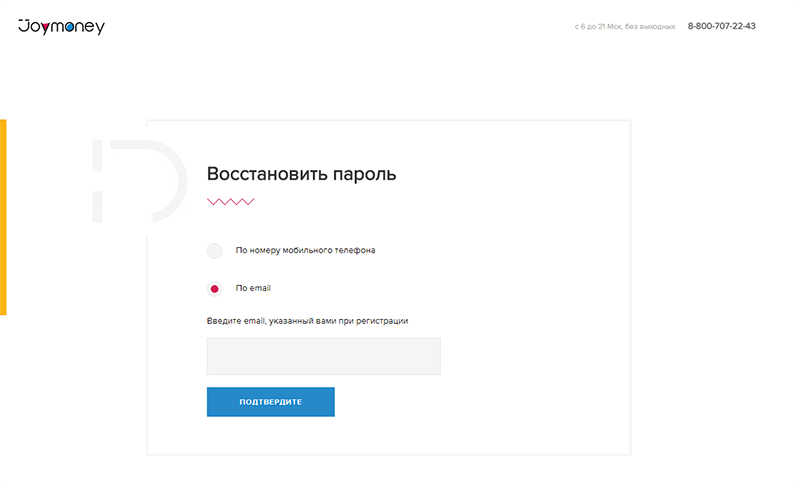 Joymoney
с 6 до 21 Мск, без выходных 8-800-707-22-43
Восстановить пароль
По номеру мобильного телефона
По email
Введите email, указанный вами при регистрации
ПОДТВЕРДИТЕ